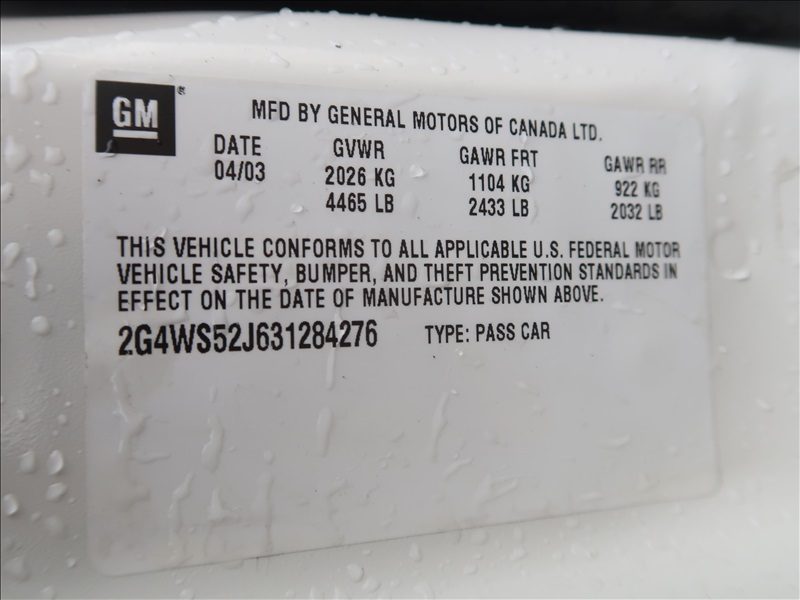 GM®
MFD BY GENERAL MOTORS OF CANADA LTD.
DATE GVWR GAWR FRT GAWR RR
04/03 2026 KG 1104 KG 922 KG
4465 LB 2433 LB 2032 LB
THIS VEHICLE CONFORMS TO ALL APPLICABLE U.S. FEDERAL MOTOR
VEHICLE SAFETY, BUMPER, AND THEFT PREVENTION STANDARDS IN
EFFECT ON THE DATE OF MANUFACTURE SHOWN ABOVE.
2G4WS52J631284276 TYPE: PASS CAR